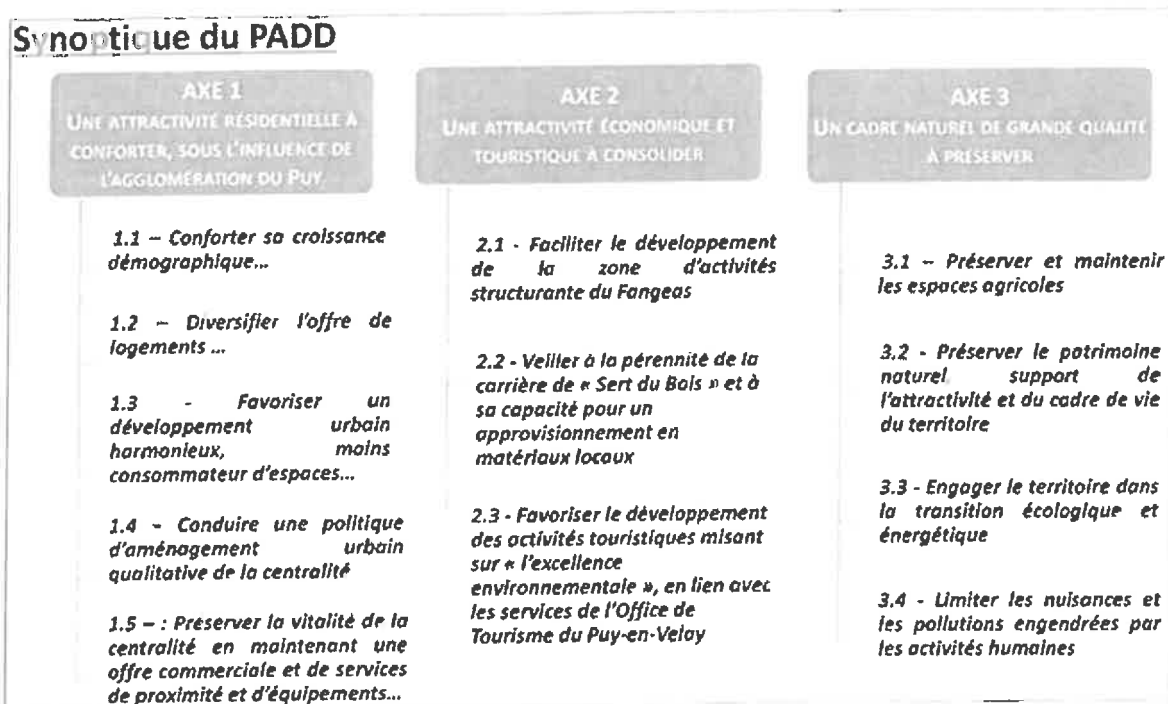 Synoptique du PADD
AXE 1
UNE ATTRACTIVITÉ RÉSIDENTIELLE À
CONFORTER, SOUS L'INFLUENCE DE
L'AGGLOMÉRATION DU PUY
1.1 – Conforter sa croissance
démographique...
1.2 – Diversifier l'offre de
logements ...
1.3 - Favoriser un
développement urbain
harmonieux, moins
consommateur d'espaces...
1.4 - Conduire une politique
d'aménagement urbain
qualitative de la centralité
1.5 – : Préserver la vitalité de la
centralité en maintenant une
offre commerciale et de services
de proximité et d'équipements...
AXE 2
UNE ATTRACTIVITÉ ÉCONOMIQUE ET
TOURISTIQUE À CONSOLIDER
2.1 - Faciliter le développement
de la zone d'activités
structurante du Fangeas
2.2 - Veiller à la pérennité de la
carrière de « Sert du Bois » et à
sa capacité pour un
approvisionnement en
matériaux locaux
2.3 - Favoriser le développement
des activités touristiques misant
sur « l'excellence
environnementale », en lien avec
les services de l'Office de
Tourisme du Puy-en-Velay
AXE 3
UN CADRE NATUREL DE GRANDE QUALITÉ
À PRÉSERVER
3.1 – Préserver et maintenir
les espaces agricoles
3.2 - Préserver le patrimoine
naturel support de
l'attractivité et du cadre de vie
du territoire
3.3 - Engager le territoire dans
la transition écologique et
énergétique
3.4 - Limiter les nuisances et
les pollutions engendrées par
les activités humaines